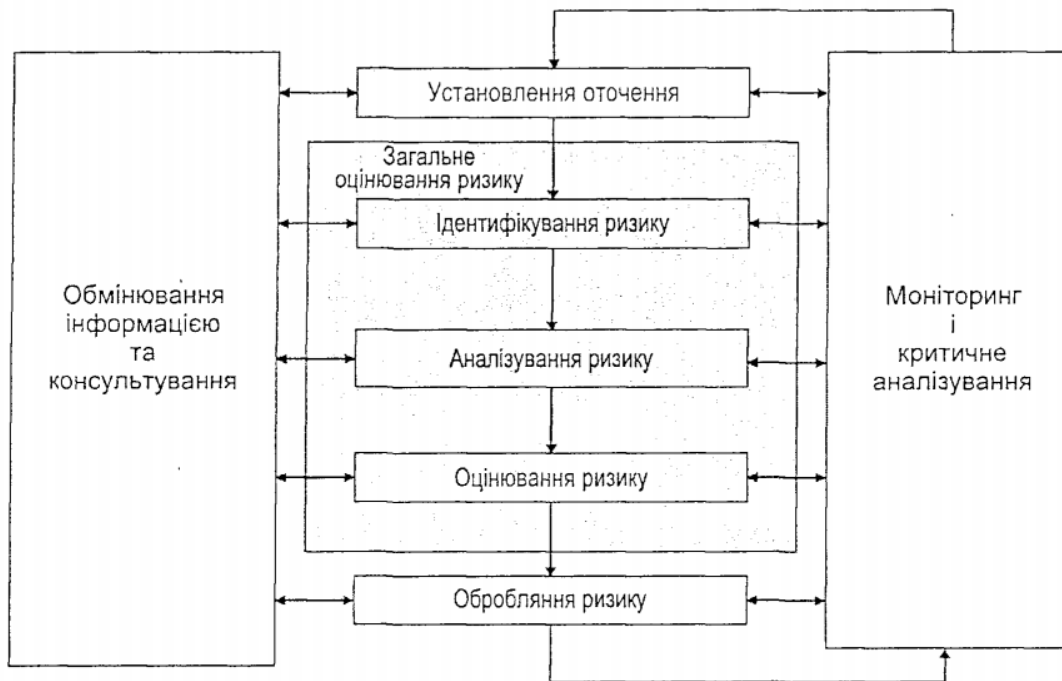 Установлення оточення
Загальне
оцінювання ризику
Ідентифікування ризику
Обмінювання
інформацією
та
консультування
Моніторинг
і
критичне
аналізування
Аналізування ризику
Оцінювання ризику
Обробляння ризику